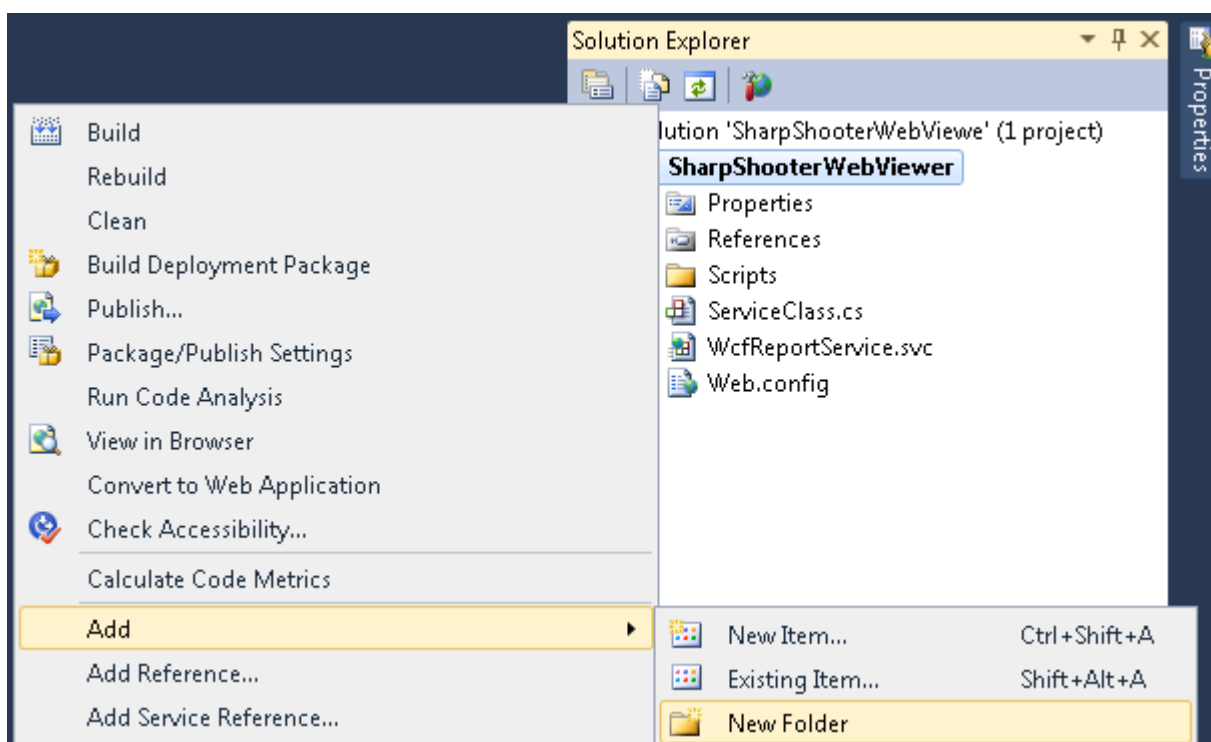 Solution Explorer
Properties
lution 'SharpShooterWebViewe' (1 project)
SharpShooterWebViewer
Properties
References
Scripts
ServiceClass.cs
WcfReportService.svc
Web.config
Build
Rebuild
Clean
Build Deployment Package
Publish...
Package/Publish Settings
Run Code Analysis
View in Browser
Convert to Web Application
Check Accessibility...
Calculate Code Metrics
Add
Add Reference...
Add Service Reference...
New Item... Ctrl+Shift+A
Existing Item... Shift+Alt+A
New Folder